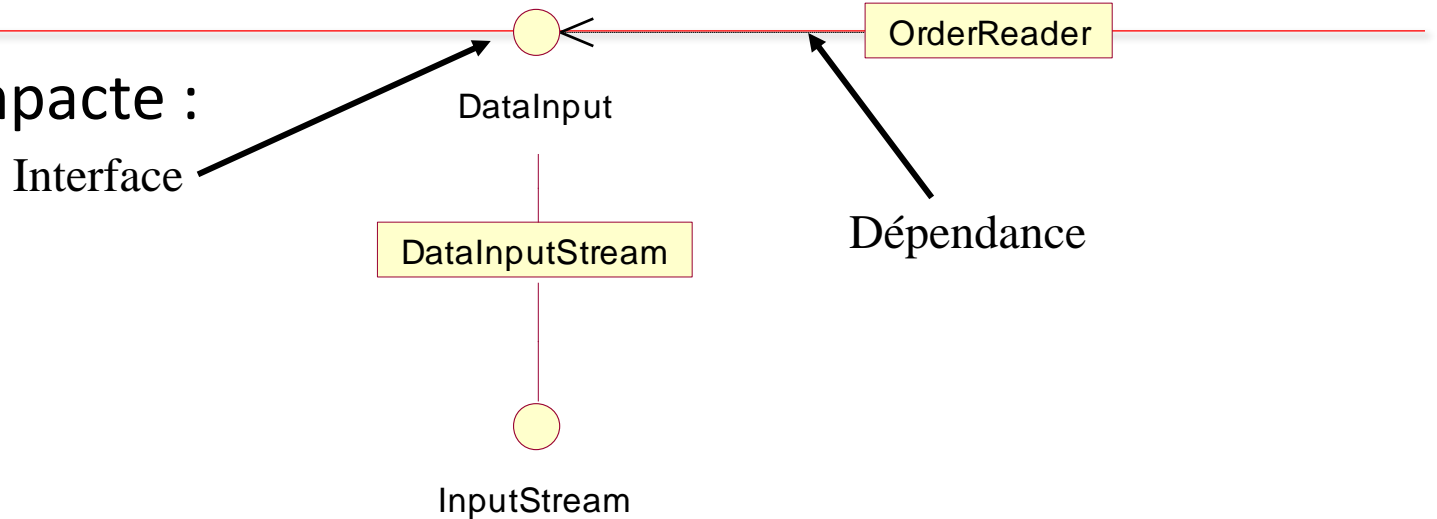 OrderReader
npacte :
DataInput
Interface
Dépendance
DataInputStream
InputStream